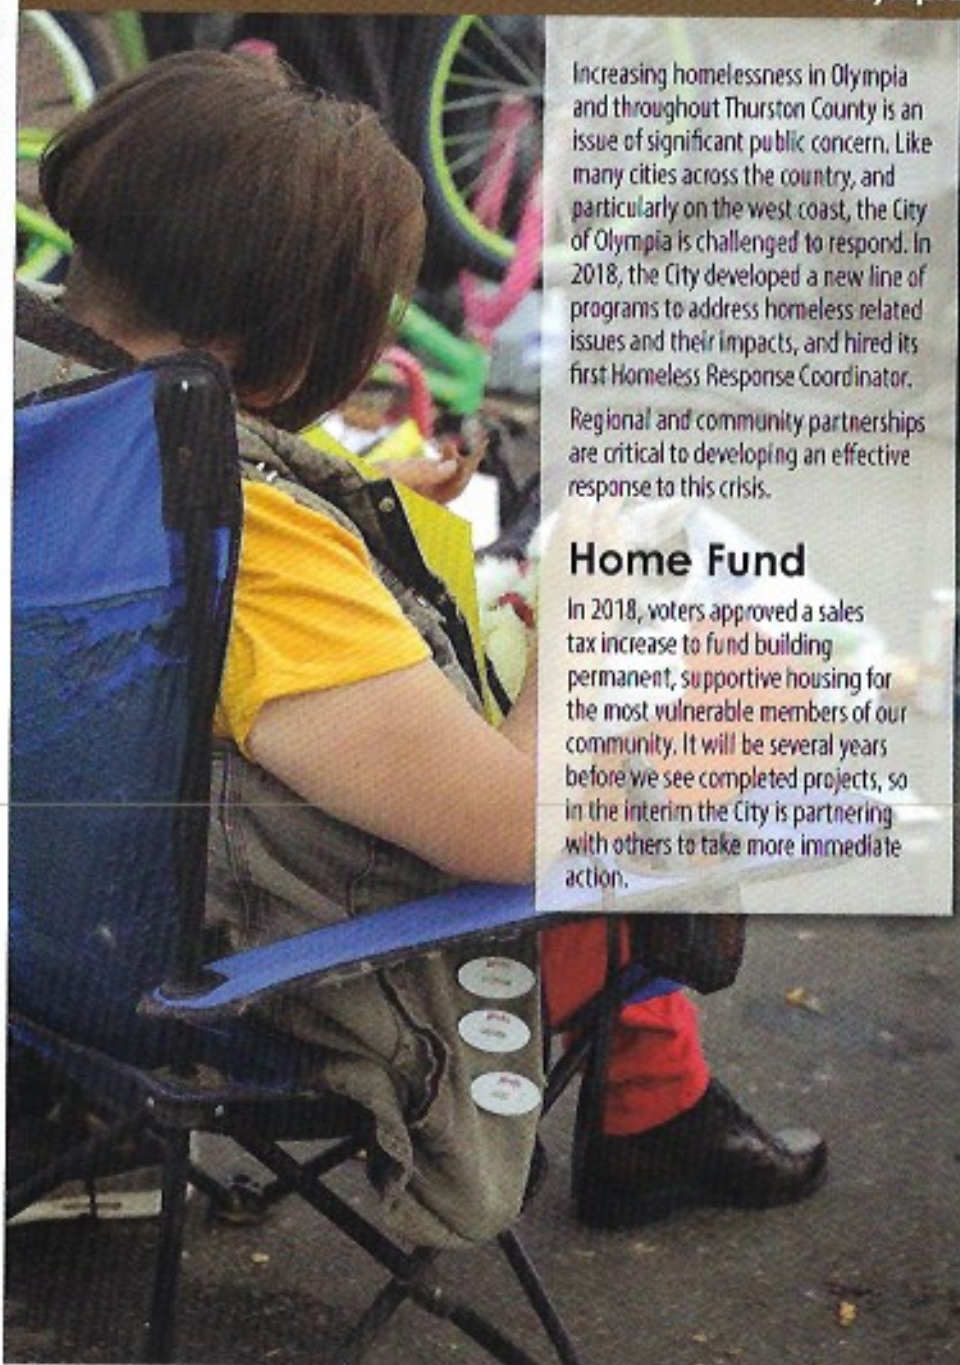 Increasing homelessness in Olympia
and throughout Thurston County is an
issue of significant public concern. Like
many cities across the country, and
particularly on the west coast, the City
of Olympia is challenged to respond. In
2018, the City developed a new line of
programs to address homeless related
issues and their impacts, and hired its
first Homeless Response Coordinator.
Regional and community partnerships
are critical to developing an effective
response to this crisis.
Home Fund
In 2018, voters approved a sales
tax increase to fund building
permanent, supportive housing for
the most vulnerable members of our
community. It will be several years
before we see completed projects, so
in the interim the City is partnering
with others to take more immediate
action.